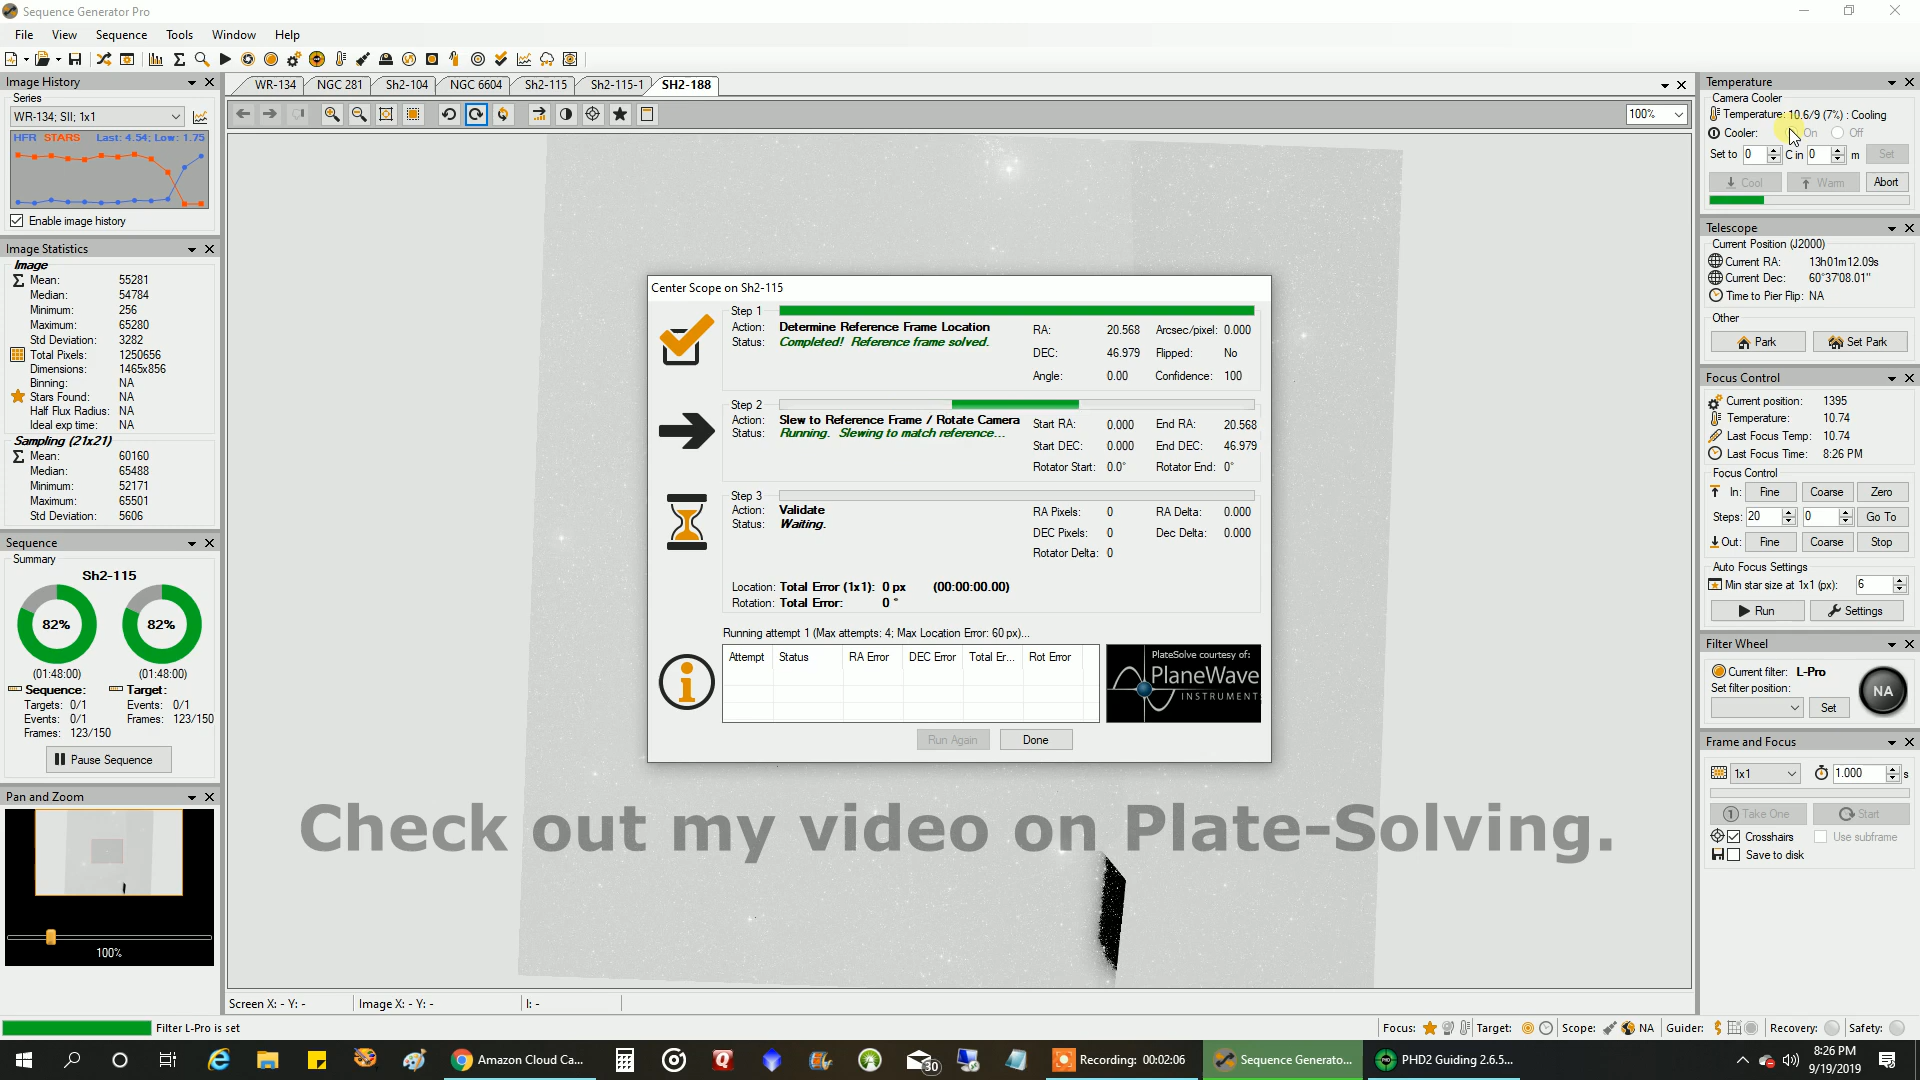 Sequence Generator Pro
File View Sequence Tools Window Help
Image History
Series
WR-134; SII; 1x1
HFR STARS Last: 4.54; Low: 1.75
Enable image history
Image Statistics
Image
Mean: 55281
Median: 54784
Minimum: 256
Maximum: 65280
Std Deviation: 3282
Total Pixels: 1250656
Dimensions: 1465x856
Binning: NA
Stars Found: NA
Half Flux Radius: NA
Ideal exp time: NA
Sampling (21x21)
Mean: 60160
Median: 65488
Minimum: 52171
Maximum: 65501
Std Deviation: 5606
Sequence
Summary
Sh2-115
82% 82%
(01:48:00) (01:48:00)
Sequence: Target:
Targets: 0/1 Events: 0/1
Events: 0/1 Frames: 123/150
Frames: 123/150
Pause Sequence
Pan and Zoom
100%
WR-134 NGC 281 Sh2-104 NGC 6604 Sh2-115 Sh2-115-1 SH2-188
100%
Center Scope on Sh2-115
Step 1
Action: Determine Reference Frame Location
Status: Completed! Reference frame solved.
RA: 20.568 Arcsec/pixel: 0.000
DEC: 46.979 Flipped: No
Angle: 0.00 Confidence: 100
Step 2
Action: Slew to Reference Frame / Rotate Camera
Status: Running. Slewing to match reference...
Start RA: 0.000 End RA: 20.568
Start DEC: 0.000 End DEC: 46.979
Rotator Start: 0.0° Rotator End: 0°
Step 3
Action: Validate
Status: Waiting.
RA Pixels: 0 RA Delta: 0.000
DEC Pixels: 0 Dec Delta: 0.000
Rotator Delta: 0
Location: Total Error (1x1): 0 px (00:00:00.00)
Rotation: Total Error: 0 °
Running attempt 1 (Max attempts: 4; Max Location Error: 60 px)...
Attempt Status RA Error DEC Error Total Er... Rot Error
PlateSolve courtesy of:
PlaneWave
INSTRUMENT
Run Again Done
Check out my video on Plate-Solving.
Screen X: - Y: - Image X: - Y: - I: -
Temperature
Camera Cooler
Temperature: 10.6/9 (7%) : Cooling
Cooler: On Off
Set to 0 C in 0 m Set
Cool Warm Abort
Telescope
Current Position (J2000)
Current RA: 13h01m12.09s
Current Dec: 60°37'08.01"
Time to Pier Flip: NA
Other
Park Set Park
Focus Control
Current position: 1395
Temperature: 10.74
Last Focus Temp: 10.74
Last Focus Time: 8:26 PM
Focus Control
In: Fine Coarse Zero
Steps: 20 0 Go To
Out: Fine Coarse Stop
Auto Focus Settings
Min star size at 1x1 (px): 6
Run Settings
Filter Wheel
Current filter: L-Pro
Set filter position:
Set
NA
Frame and Focus
1x1 1.000 s
Take One Start
Crosshairs Use subframe
Save to disk
Filter L-Pro is set
Focus: Target: Scope: NA Guider: Recovery: Safety:
Amazon Cloud Ca... 30 Recording: 00:02:06 Sequence Generato... PHD2 Guiding 2.6.5...
8:26 PM
9/19/2019